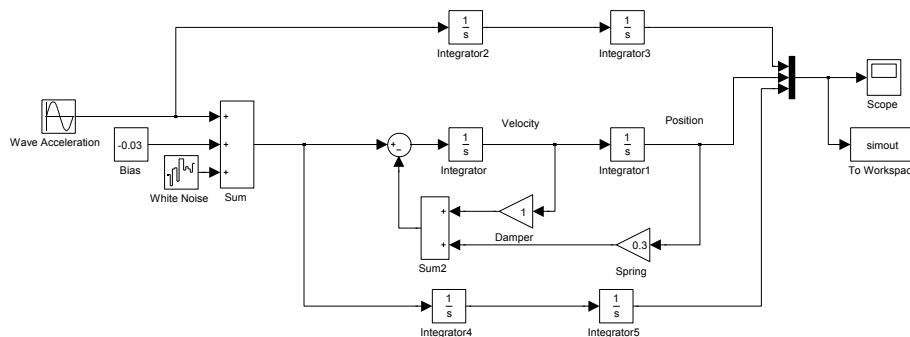 1
s
Integrator2
1
s
Integrator3
Wave Acceleration
-0.03
Bias
White Noise
+
+
+
Sum
+
−
1
s
Integrator
Velocity
1
s
Integrator1
Position
Scope
simout
To Workspac
1
Damper
+
+
Sum2
0.3
Spring
1
s
Integrator4
1
s
Integrator5